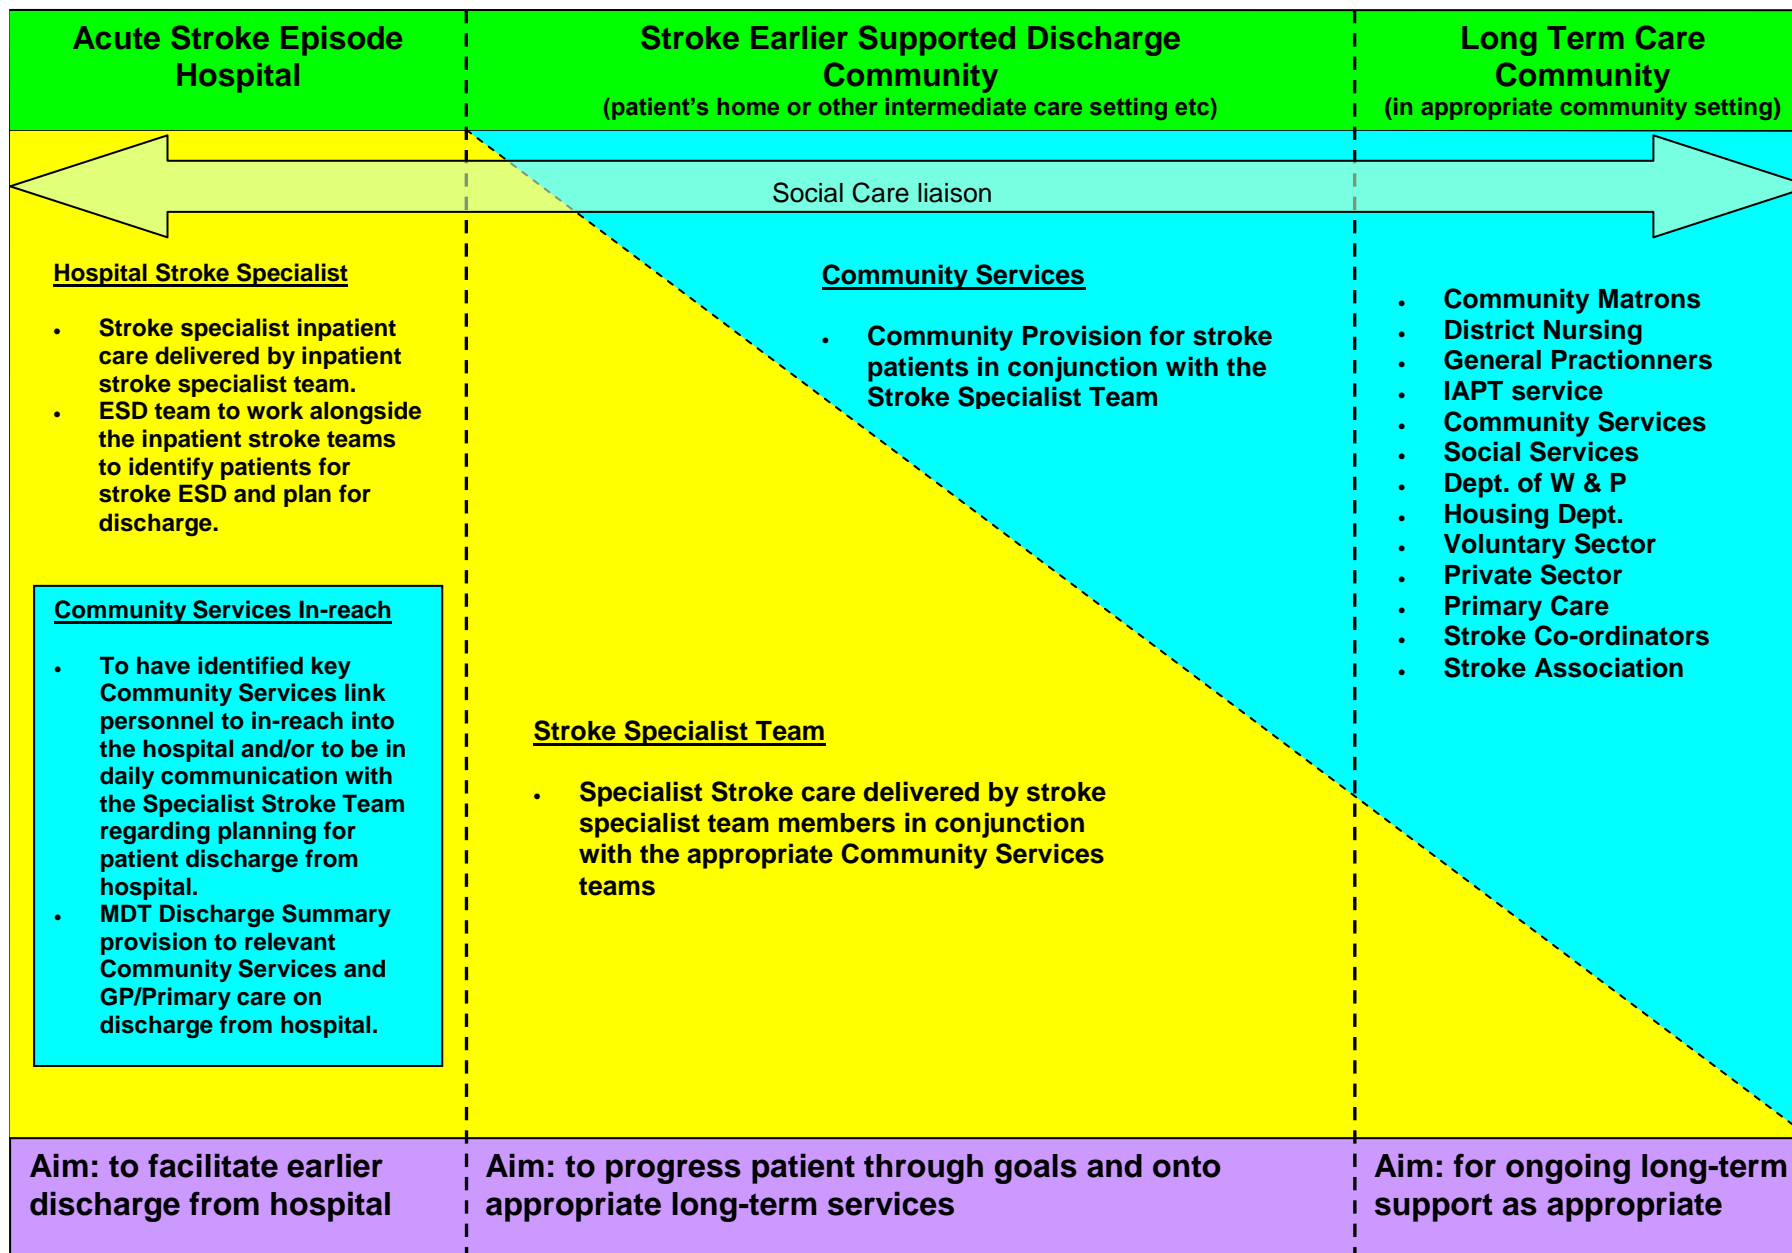 Acute Stroke Episode
Hospital
Stroke Earlier Supported Discharge
Community
(patient's home or other intermediate care setting etc)
Long Term Care
Community
(in appropriate community setting)
Social Care liaison
Hospital Stroke Specialist
• Stroke specialist inpatient
care delivered by inpatient
stroke specialist team.
• ESD team to work alongside
the inpatient stroke teams
to identify patients for
stroke ESD and plan for
discharge.
Community Services In-reach
• To have identified key
Community Services link
personnel to in-reach into
the hospital and/or to be in
daily communication with
the Specialist Stroke Team
regarding planning for
patient discharge from
hospital.
• MDT Discharge Summary
provision to relevant
Community Services and
GP/Primary care on
discharge from hospital.
Community Services
• Community Provision for stroke
patients in conjunction with the
Stroke Specialist Team
Stroke Specialist Team
• Specialist Stroke care delivered by stroke
specialist team members in conjunction
with the appropriate Community Services
teams
• Community Matrons
• District Nursing
• General Practionners
• IAPT service
• Community Services
• Social Services
• Dept. of W & P
• Housing Dept.
• Voluntary Sector
• Private Sector
• Primary Care
• Stroke Co-ordinators
• Stroke Association
Aim: to facilitate earlier
discharge from hospital
Aim: to progress patient through goals and onto
appropriate long-term services
Aim: for ongoing long-term
support as appropriate